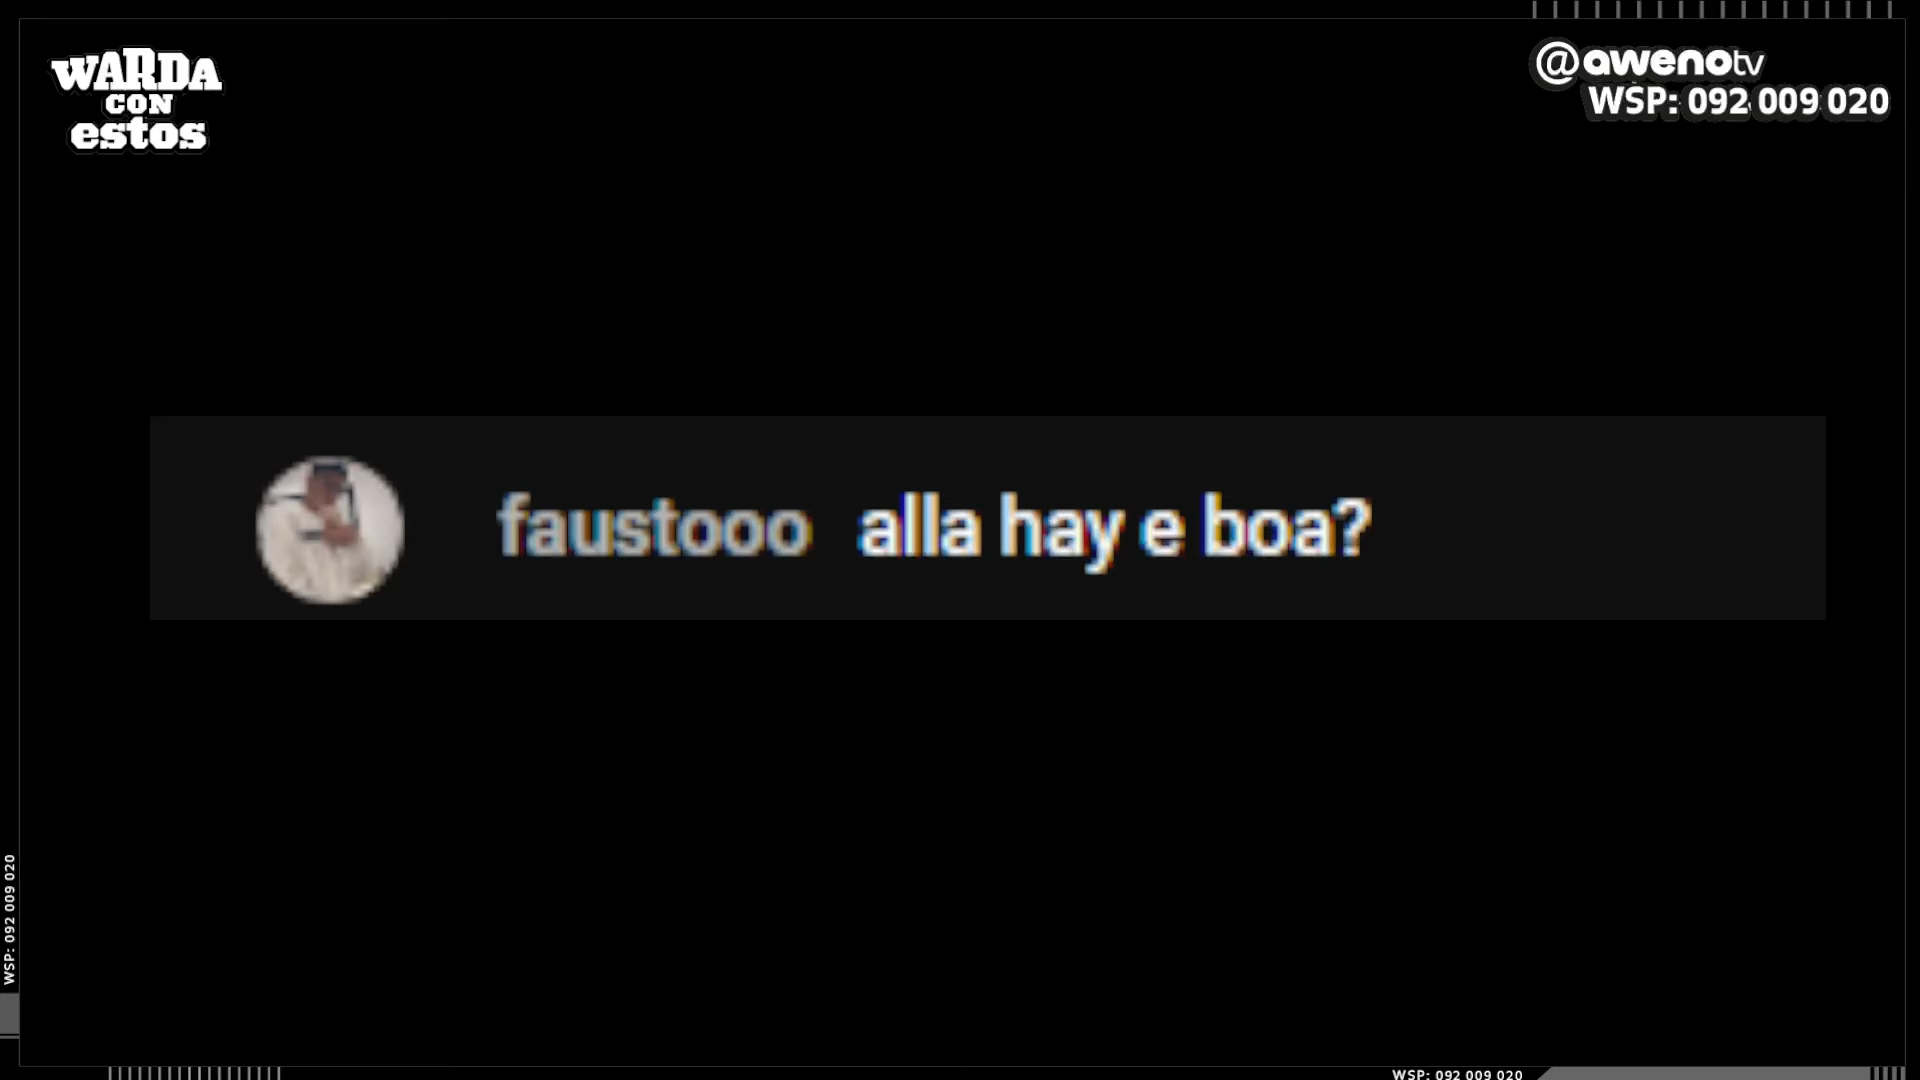 WARDA
CON
estos
@awenotv
WSP: 092 009 020
faustooo alla hay e boa?
WSP: 092 009 020
WSP: 092 009 020